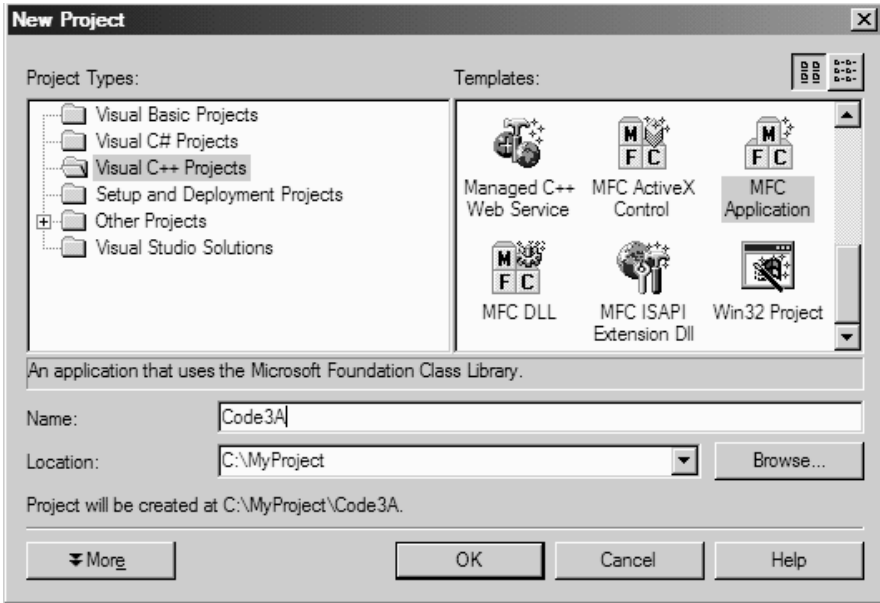 New Project
Project Types:
Templates:
Visual Basic Projects
Visual C# Projects
Visual C++ Projects
Setup and Deployment Projects
Other Projects
Visual Studio Solutions
Managed C++
Web Service
MFC ActiveX
Control
MFC
Application
MFC DLL
MFC ISAPI
Extension Dll
Win32 Project
An application that uses the Microsoft Foundation Class Library.
Name:
Code3A
Location:
C:\MyProject
Browse...
Project will be created at C:\MyProject\Code3A.
More
OK
Cancel
Help